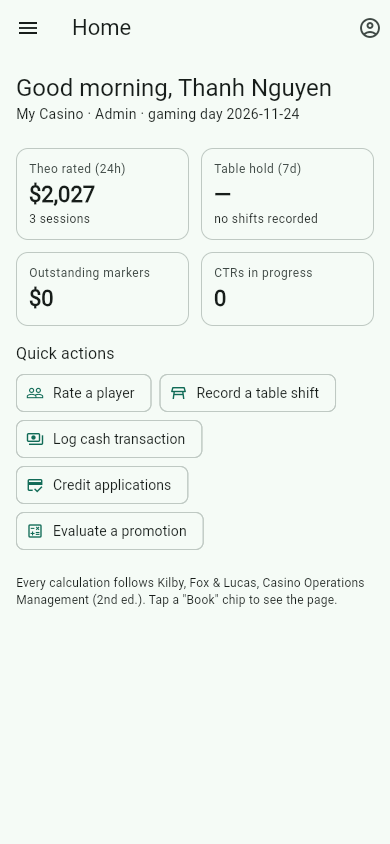 Home
Good morning, Thanh Nguyen
My Casino · Admin · gaming day 2026-11-24
Theo rated (24h)
$2,027
3 sessions
Table hold (7d)
—
no shifts recorded
Outstanding markers
$0
CTRs in progress
0
Quick actions
Rate a player
Record a table shift
Log cash transaction
Credit applications
Evaluate a promotion
Every calculation follows Kilby, Fox & Lucas, Casino Operations
Management (2nd ed.). Tap a "Book" chip to see the page.